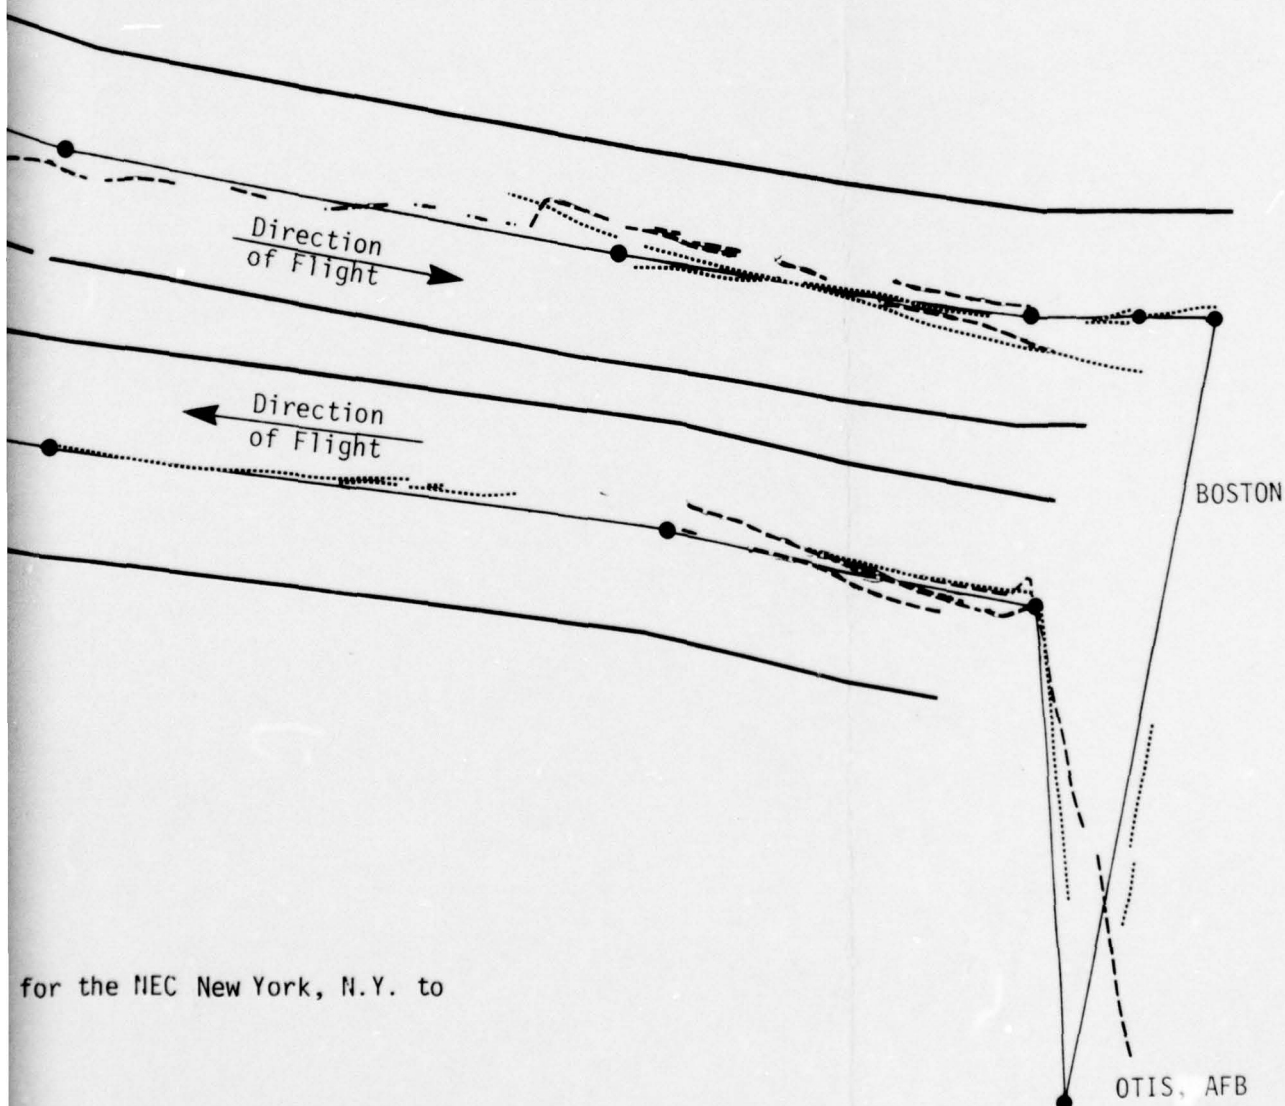 Direction
of Flight
Direction
of Flight
BOSTON
for the NEC New York, N.Y. to
OTIS, AFB